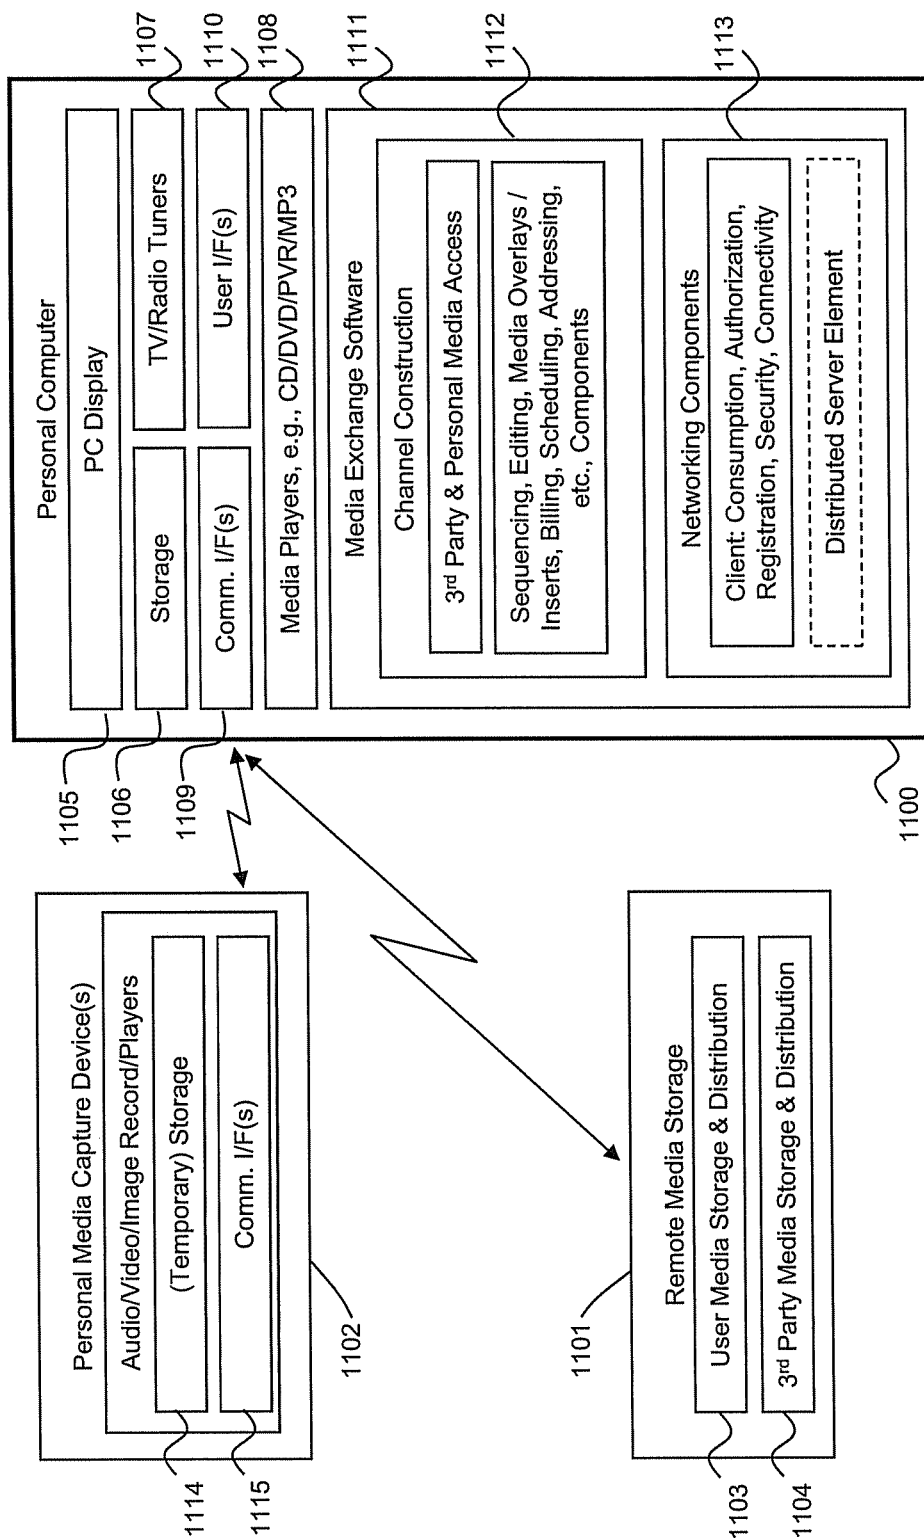 Personal Media Capture Device(s)
Audio/Video/Image Record/Players
(Temporary) Storage
Comm. I/F(s)
1114
1115
1102
Remote Media Storage
User Media Storage & Distribution
3rd Party Media Storage & Distribution
1101
1103
1104
Personal Computer
PC Display
Storage
TV/Radio Tuners
Comm. I/F(s)
User I/F(s)
Media Players, e.g., CD/DVD/PVR/MP3
Media Exchange Software
Channel Construction
3rd Party & Personal Media Access
Sequencing, Editing, Media Overlays /
Inserts, Billing, Scheduling, Addressing,
etc., Components
Networking Components
Client: Consumption, Authorization,
Registration, Security, Connectivity
Distributed Server Element
1105
1106
1109
1100
1107
1110
1108
1111
1112
1113